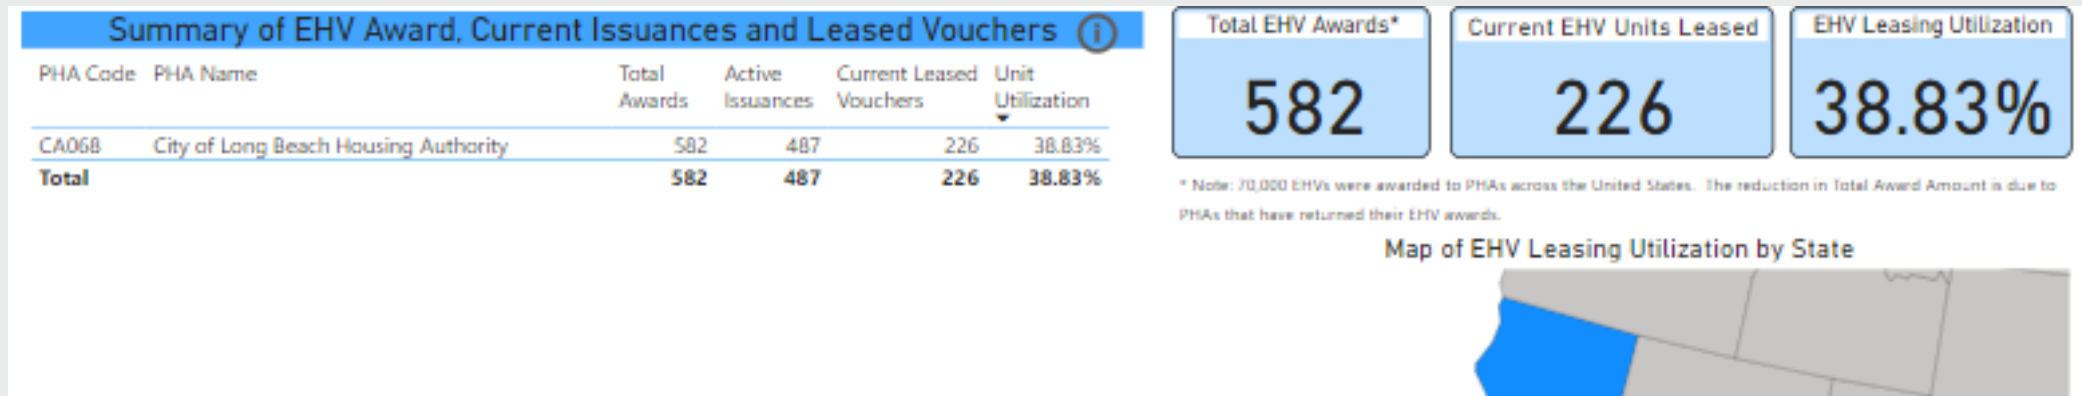 Summary of EHV Award, Current Issuances and Leased Vouchers
PHA Code PHA Name Total Awards Active Issuances Current Leased Vouchers Unit Utilization
CA068 City of Long Beach Housing Authority 582 487 226 38.83%
Total 582 487 226 38.83%
Total EHV Awards*
582
Current EHV Units Leased
226
EHV Leasing Utilization
38.83%
* Note: 70,000 EHVs were awarded to PHAs across the United States. The reduction in Total Award Amount is due to
PHAs that have returned their EHV awards.
Map of EHV Leasing Utilization by State